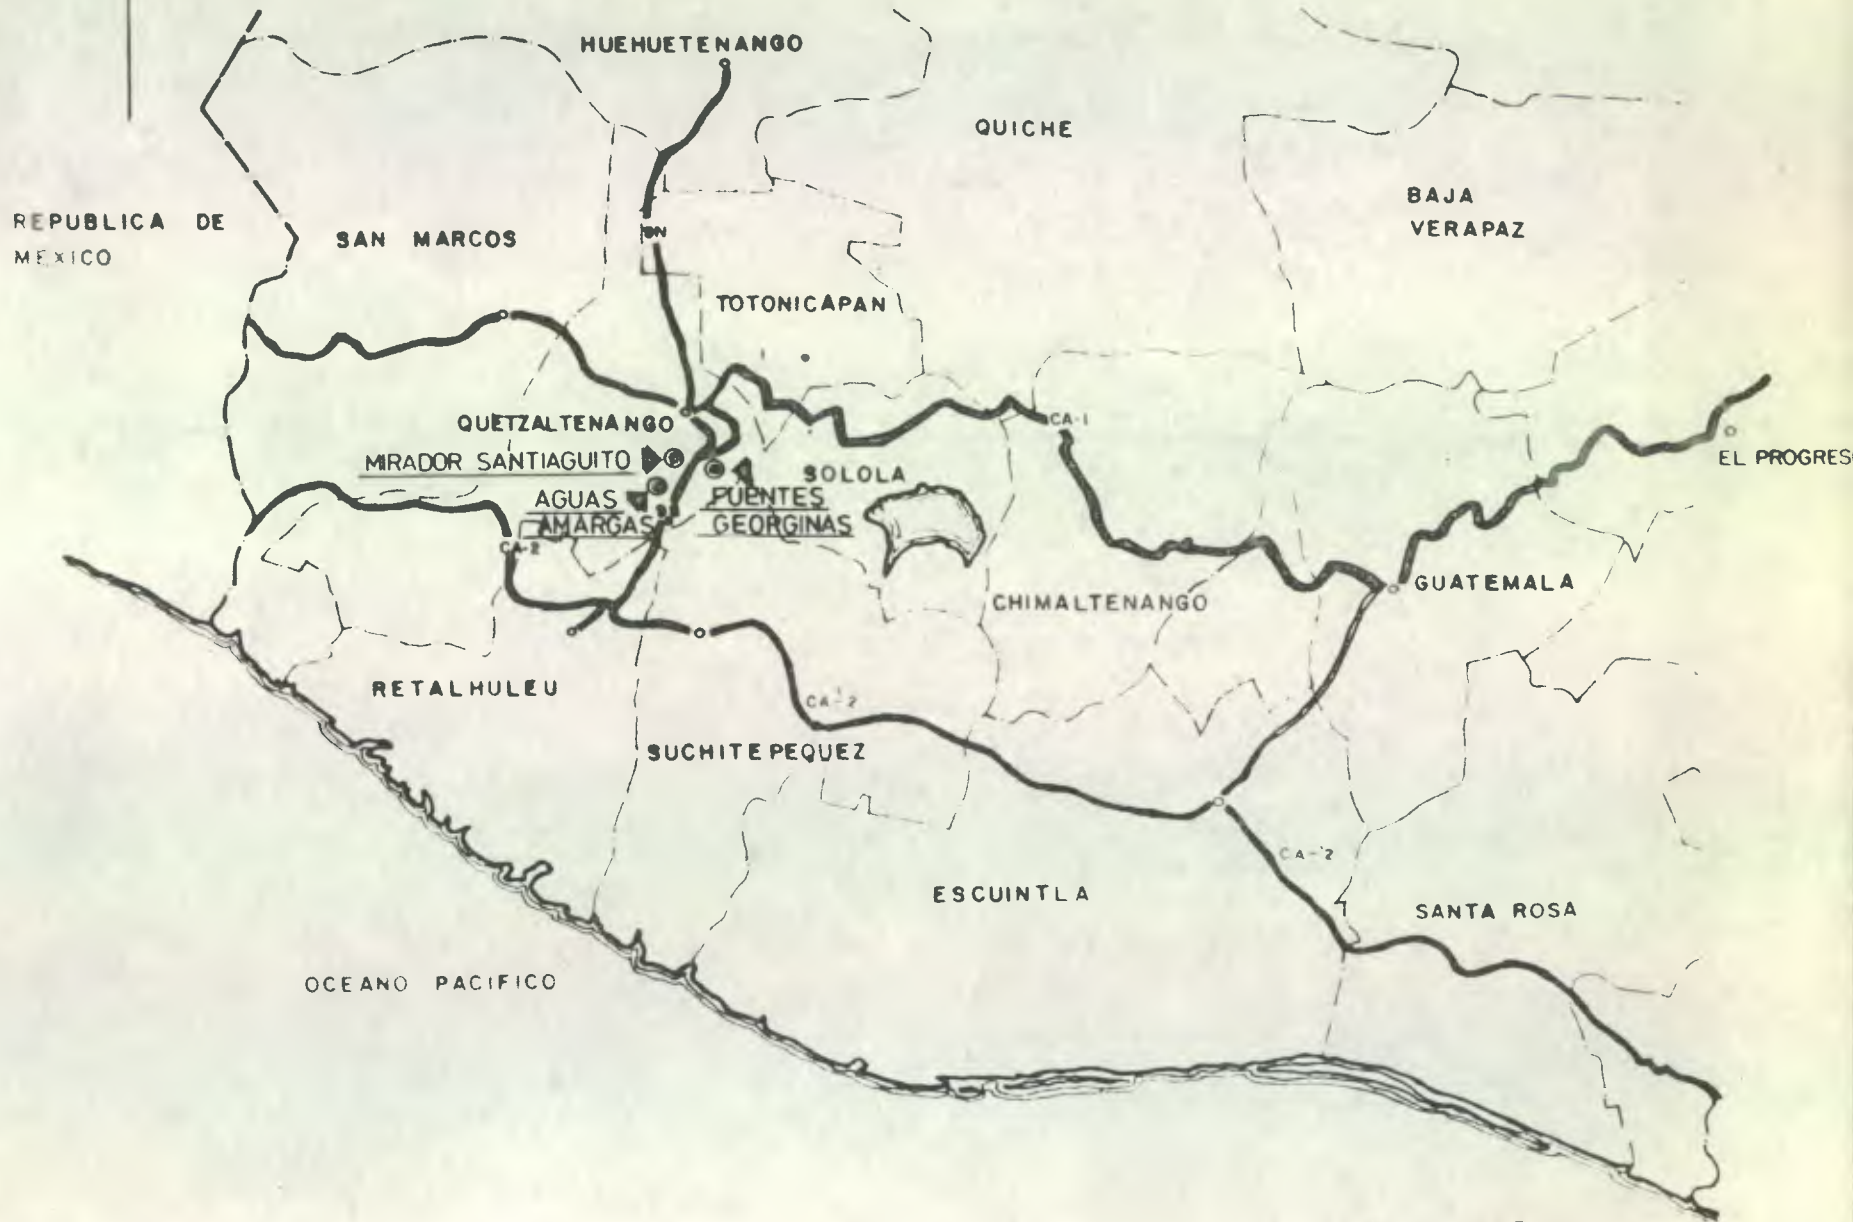 HUEHUETENANGO
QUICHE
BAJA
VERAPAZ
REPUBLICA DE
MEXICO
SAN MARCOS
TOTONICAPAN
QUETZALTENANGO
CA-1
MIRADOR SANTIAGUITO
SOLOLA
EL PROGRES
AGUAS
AMARGAS
FUENTES
GEORGINAS
CA-2
CHIMALTENANGO
GUATEMALA
RETALHULEU
CA-2
SUCHITEPEQUEZ
CA-2
ESCUINTLA
SANTA ROSA
OCEANO PACIFICO